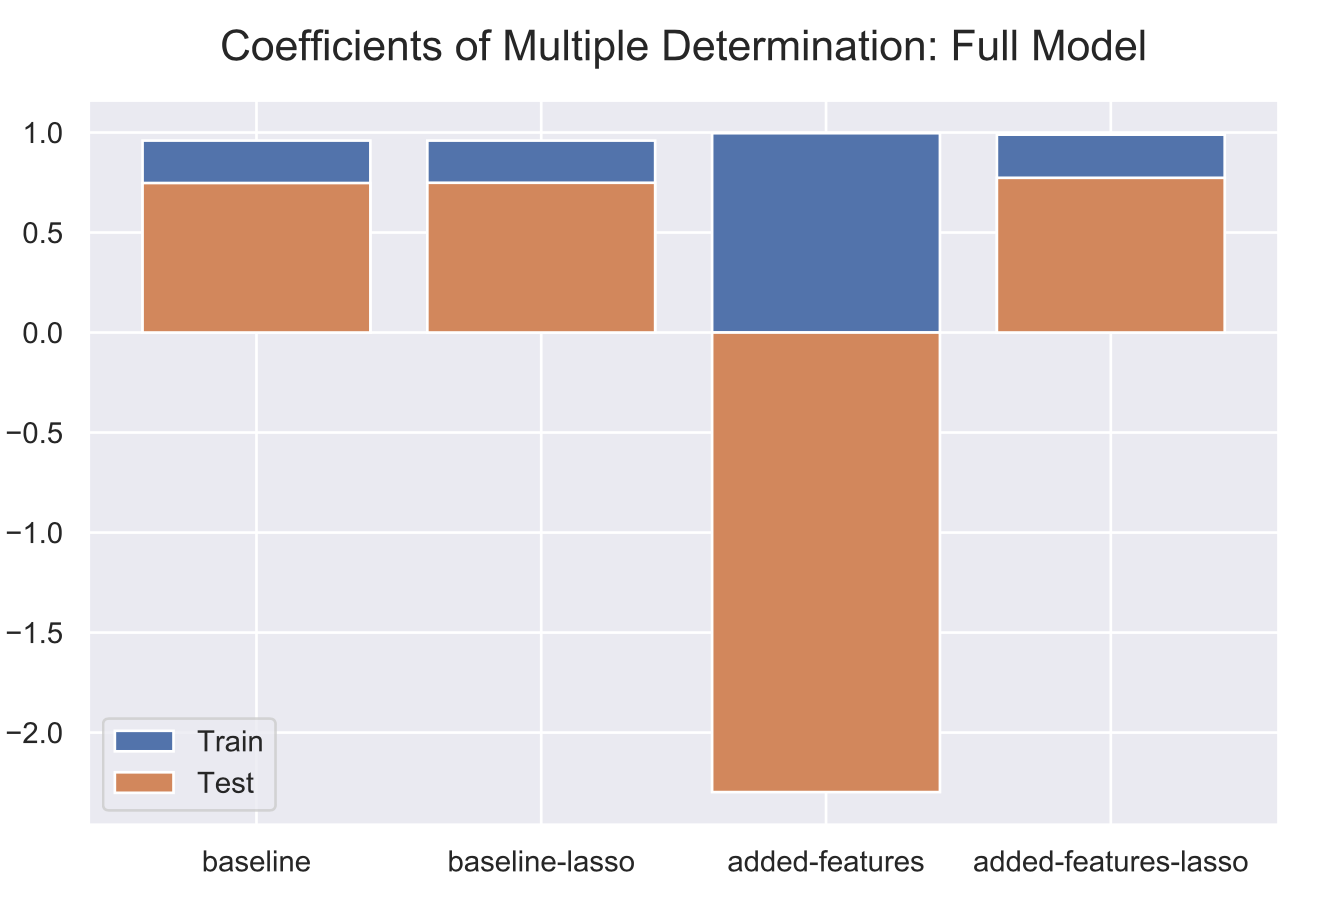 Coefficients of Multiple Determination: Full Model
1.0
0.5
0.0
−0.5
−1.0
−1.5
−2.0
Train
Test
baseline
baseline-lasso
added-features
added-features-lasso